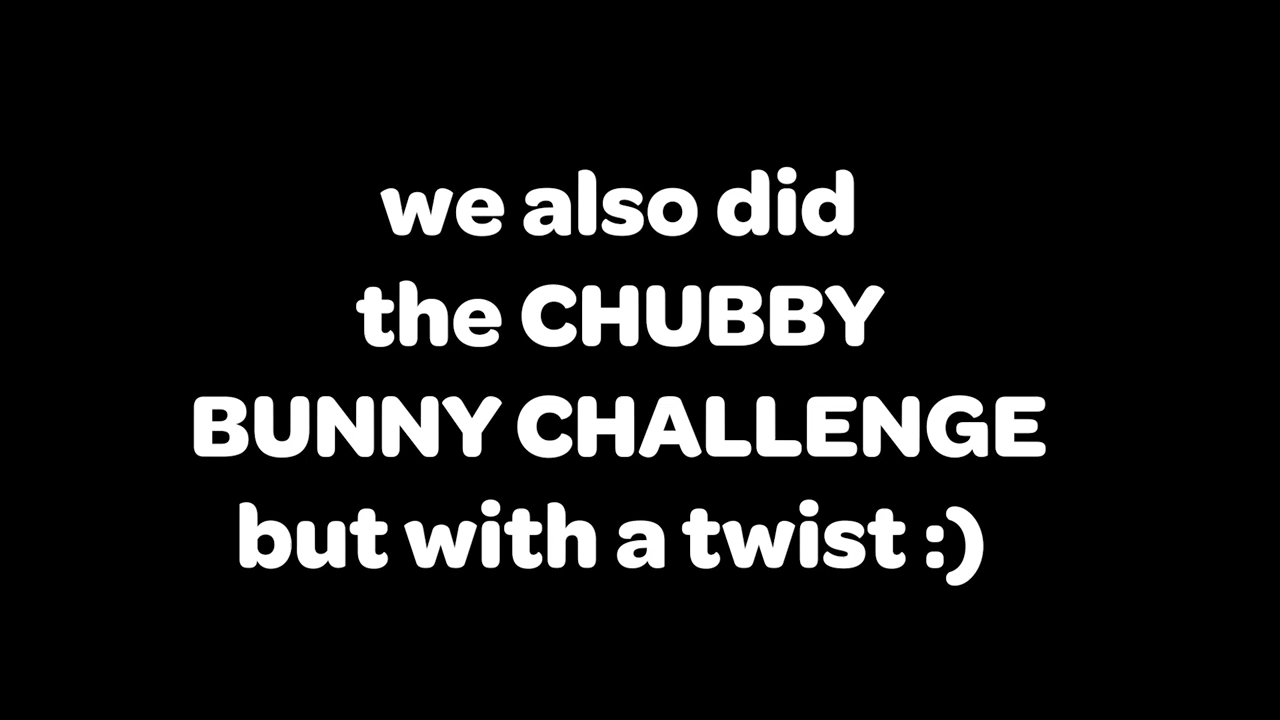 we also did
the CHUBBY
BUNNY CHALLENGE
but with a twist :)